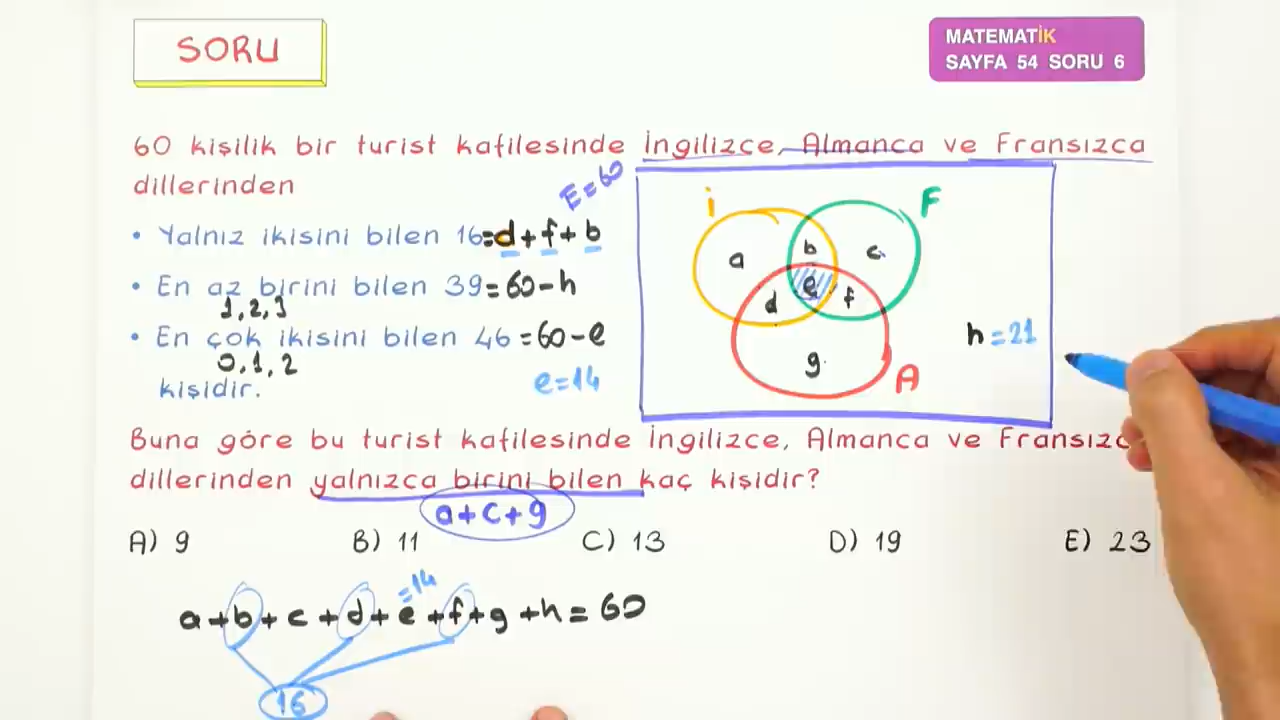 SORU
MATEMATİK
SAYFA 54 SORU 6
60 kişilik bir turist kafilesinde İngilizce, Almanca ve Fransızca
dillerinden
E=60
• Yalnız ikisini bilen 16=d+f+b
• En az birini bilen 39=60-h
1,2,3
• En çok ikisini bilen 46=60-e
0,1,2
kişidir.
e=14
İ
F
a
b
c
d
e
f
g
A
h=21
Buna göre bu turist kafilesinde İngilizce, Almanca ve Fransızc
dillerinden yalnızca birini bilen kaç kişidir?
a+c+g
A) 9 B) 11 C) 13 D) 19 E) 23
=14
a+b+c+d+e+f+g+h=60
16